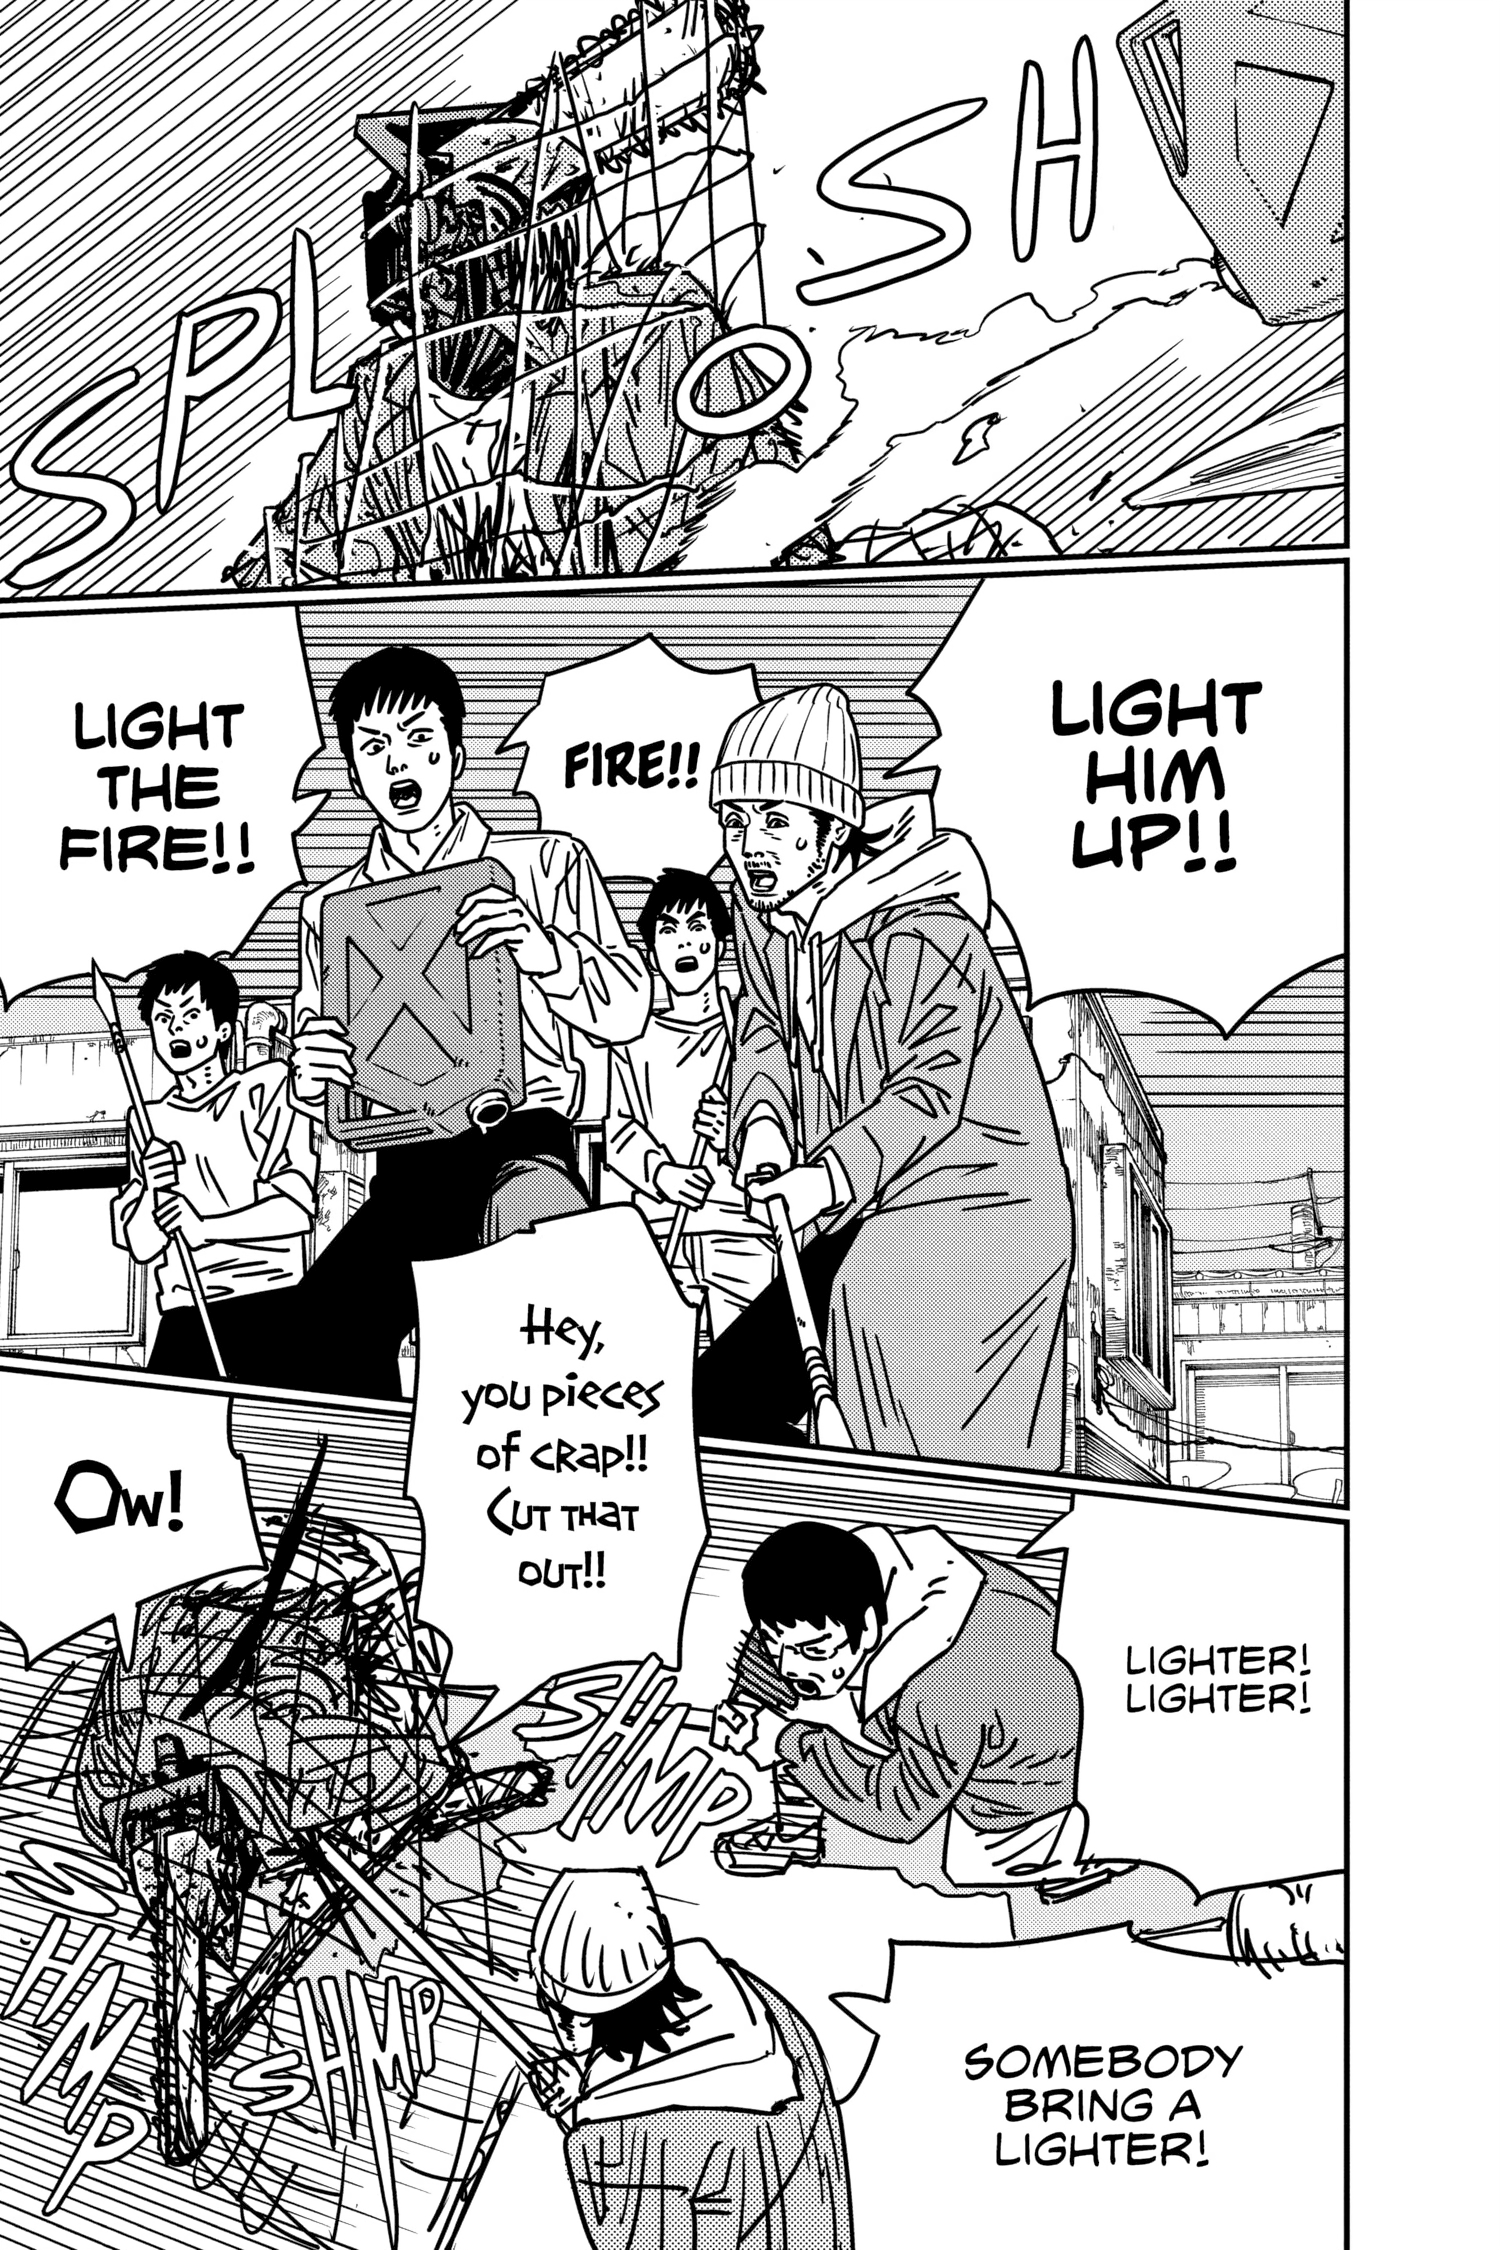 SPLOSH
LIGHT
HIM
UP!!
FIRE!!
LIGHT
THE
FIRE!!
Hey,
you pieces
of crap!!
Cut that
out!!
Ow!
LIGHTER!
LIGHTER!
SHMP
SHMP
SHMP
SOMEBODY
BRING A
LIGHTER!